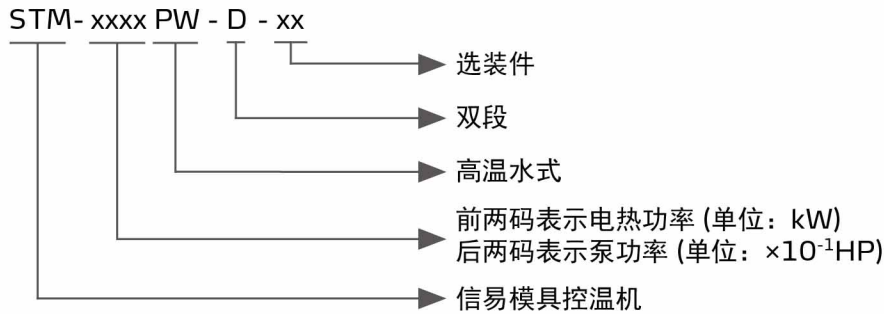 STM- xxxx PW - D - xx
选装件
双段
高温水式
前两码表示电热功率 (单位：kW)
后两码表示泵功率 (单位：×10⁻¹HP)
信易模具控温机